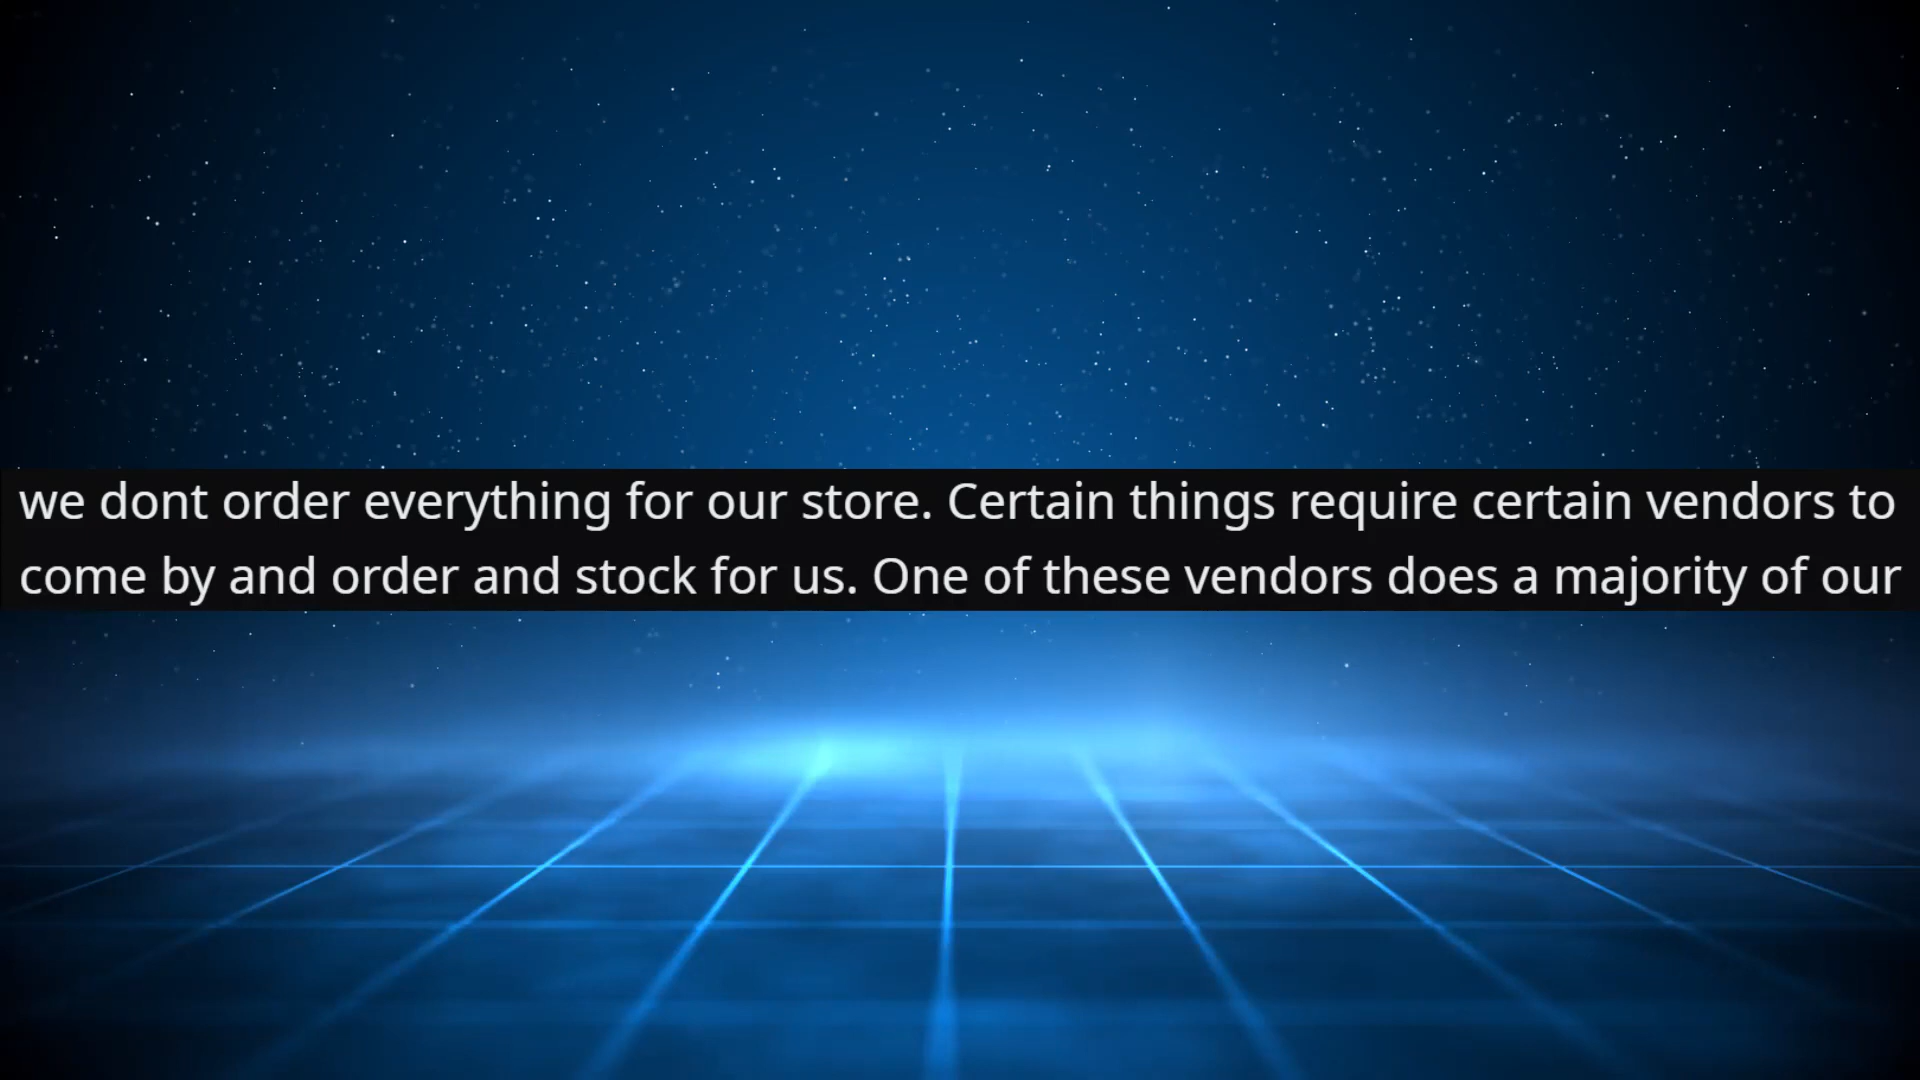 we dont order everything for our store. Certain things require certain vendors to
come by and order and stock for us. One of these vendors does a majority of our